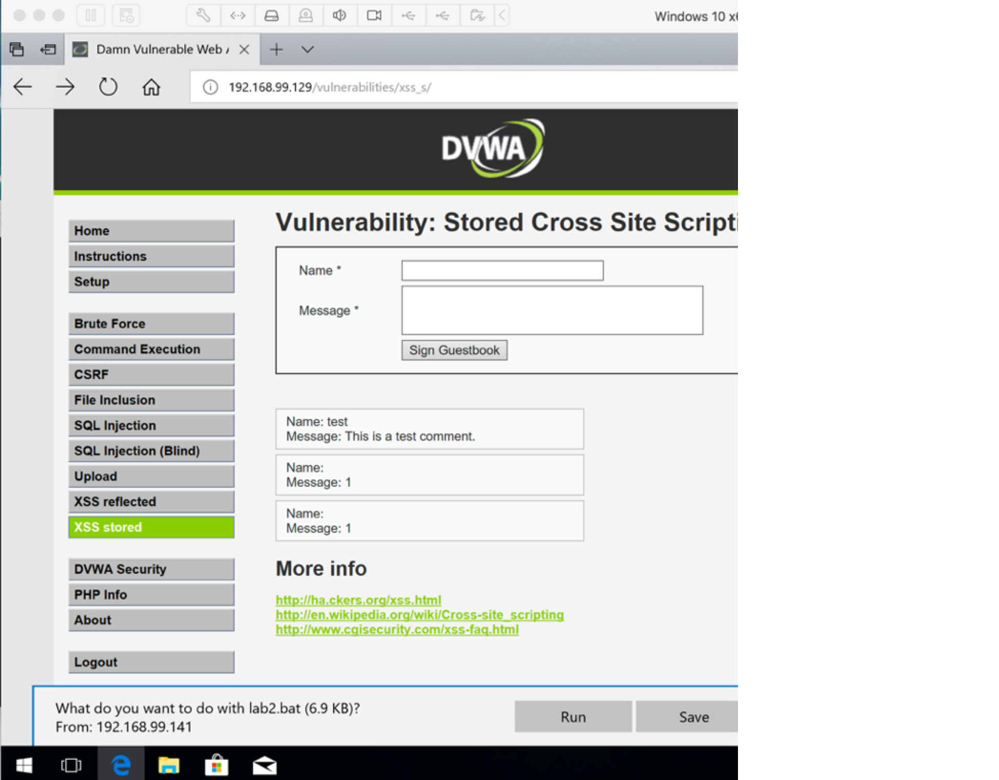 Windows 10 x6
Damn Vulnerable Web
192.168.99.129/vulnerabilities/xss_s/
DVWA
Home
Instructions
Setup
Brute Force
Command Execution
CSRF
File Inclusion
SQL Injection
SQL Injection (Blind)
Upload
XSS reflected
XSS stored
DVWA Security
PHP Info
About
Logout
Vulnerability: Stored Cross Site Scripti
Name *
Message *
Sign Guestbook
Name: test
Message: This is a test comment.
Name:
Message: 1
Name:
Message: 1
More info
http://ha.ckers.org/xss.html
http://en.wikipedia.org/wiki/Cross-site_scripting
http://www.cgisecurity.com/xss-faq.html
What do you want to do with lab2.bat (6.9 KB)?
From: 192.168.99.141
Run
Save